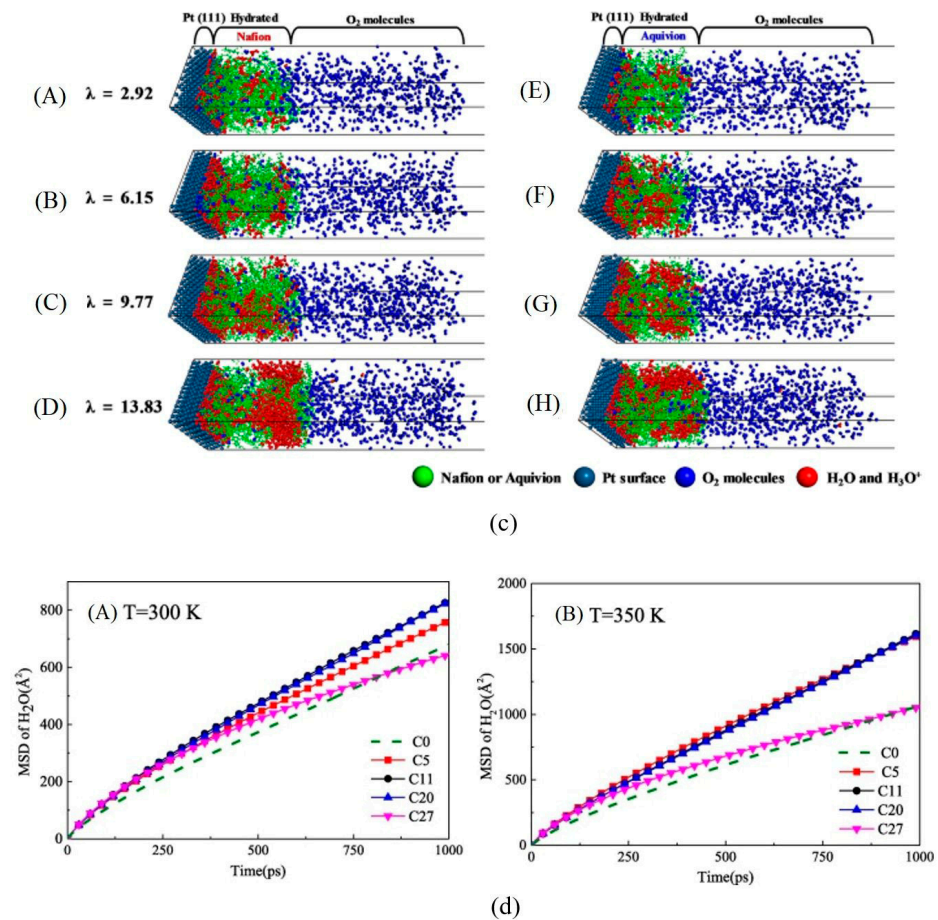 Pt (111) Hydrated O₂ molecules
Nafion
Pt (111) Hydrated O₂ molecules
Aquivion
(A) λ = 2.92
(E)
(B) λ = 6.15
(F)
(C) λ = 9.77
(G)
(D) λ = 13.83
(H)
Nafion or Aquivion Pt surface O₂ molecules H₂O and H₃O⁺
(c)
(A) T=300 K
MSD of H₂O(Å²)
800
600
400
200
0
C0
C5
C11
C20
C27
0 250 500 750 1000
Time(ps)
(B) T=350 K
MSD of H₂O(Å²)
2000
1500
1000
500
0
C0
C5
C11
C20
C27
0 250 500 750 1000
Time(ps)
(d)